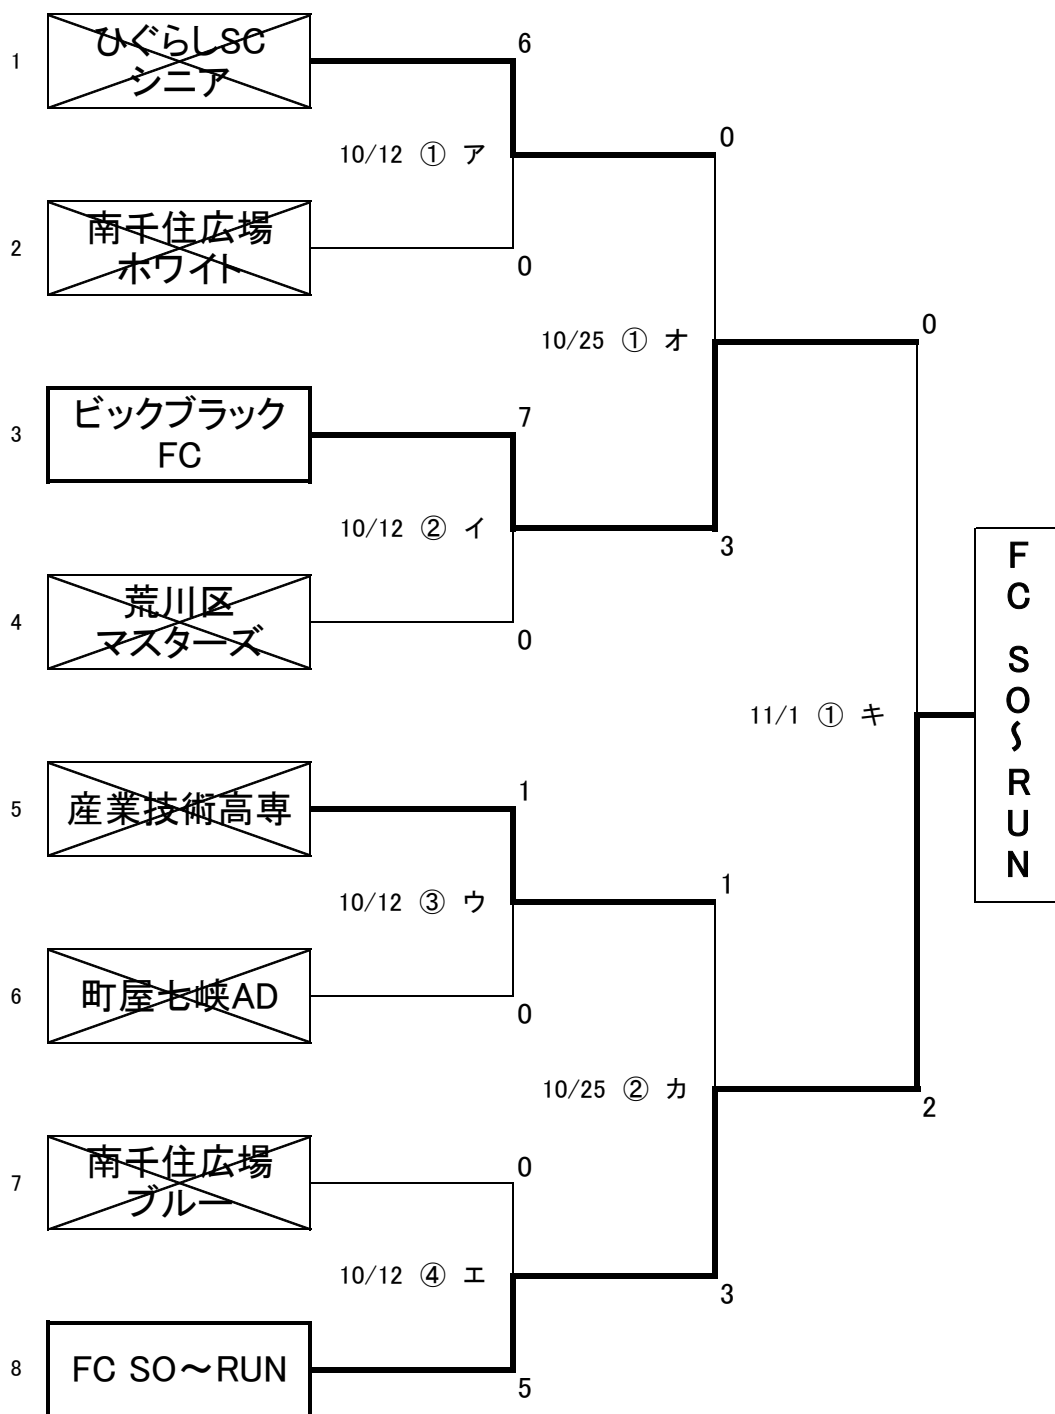 6
1
ひぐらしSC
シニア
0
10/12 ① ア
2
南千住広場
ホワイト
0
0
10/25 ① オ
7
3
ビックブラック
FC
10/12 ② イ
3
4
荒川区
マスターズ
0
11/1 ① キ
FC SO～RUN
1
5
産業技術高専
1
10/12 ③ ウ
6
町屋七峡AD
0
10/25 ② カ
2
0
7
南千住広場
ブルー
10/12 ④ エ
3
8
FC SO～RUN
5